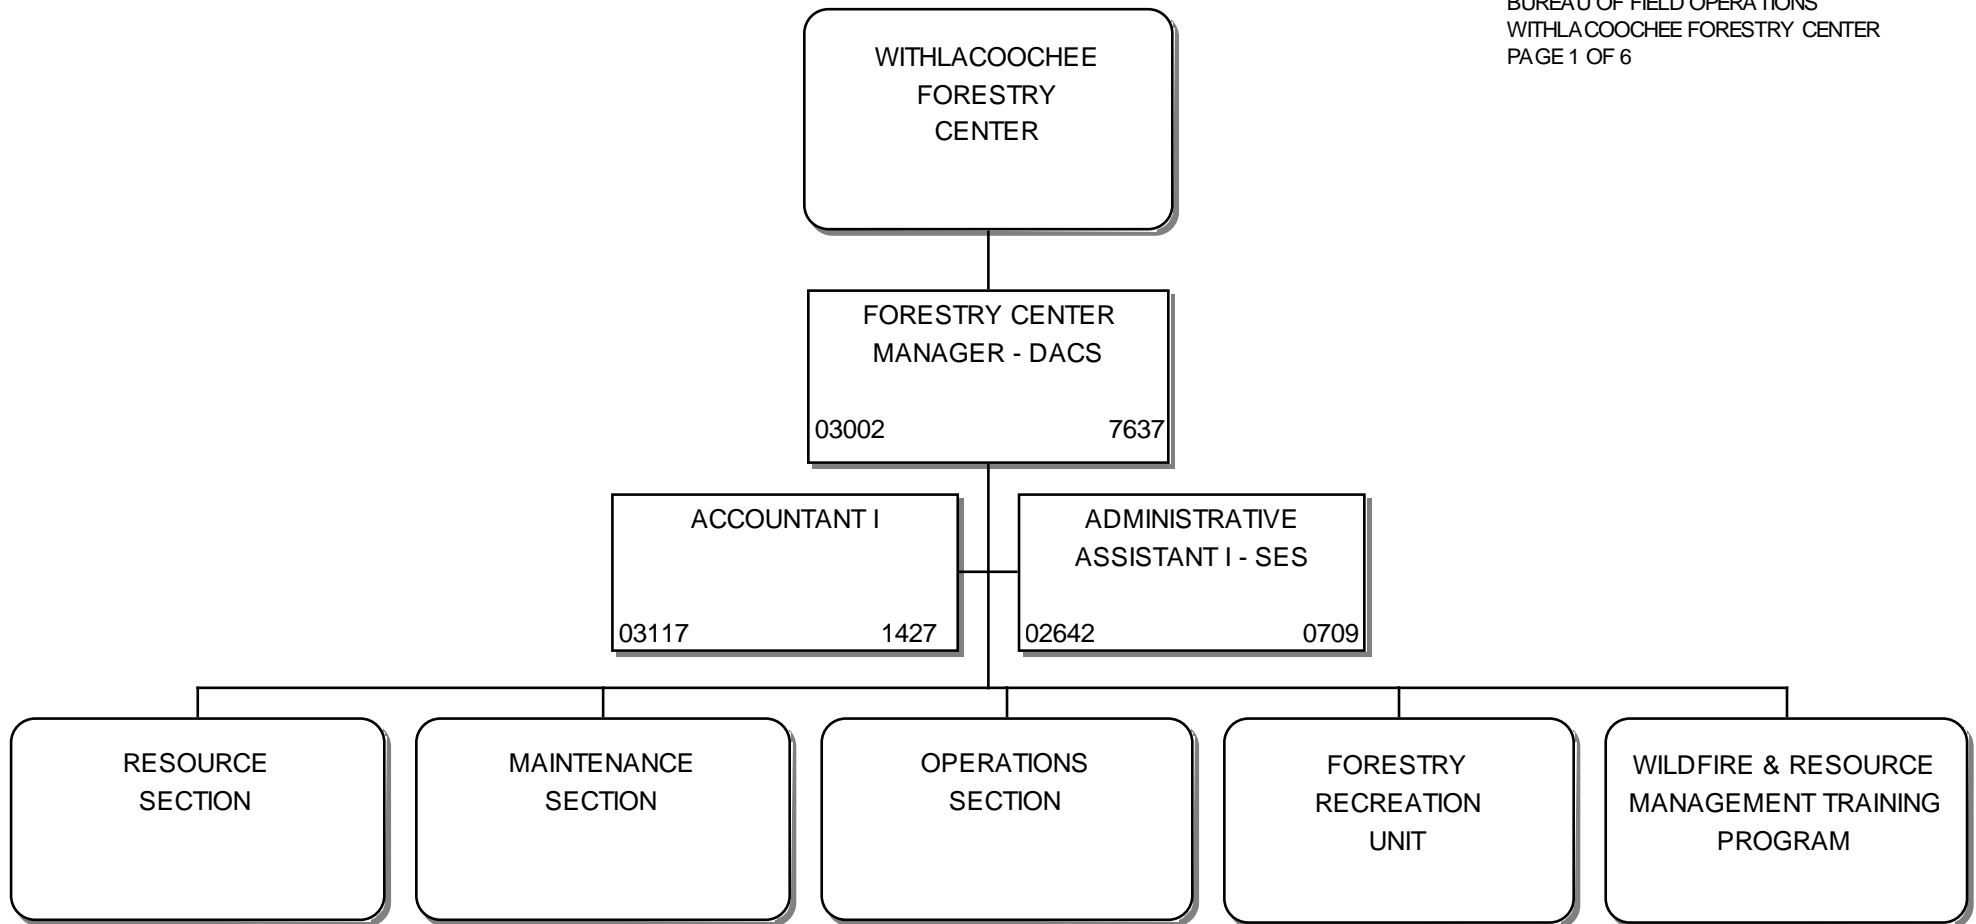 BUREAU OF FIELD OPERATIONS
WITHLACOOCHEE FORESTRY CENTER
PAGE 1 OF 6
WITHLACOOCHEE
FORESTRY
CENTER
FORESTRY CENTER
MANAGER - DACS
03002 7637
ACCOUNTANT I
03117 1427
ADMINISTRATIVE
ASSISTANT I - SES
02642 0709
RESOURCE
SECTION
MAINTENANCE
SECTION
OPERATIONS
SECTION
FORESTRY
RECREATION
UNIT
WILDFIRE & RESOURCE
MANAGEMENT TRAINING
PROGRAM